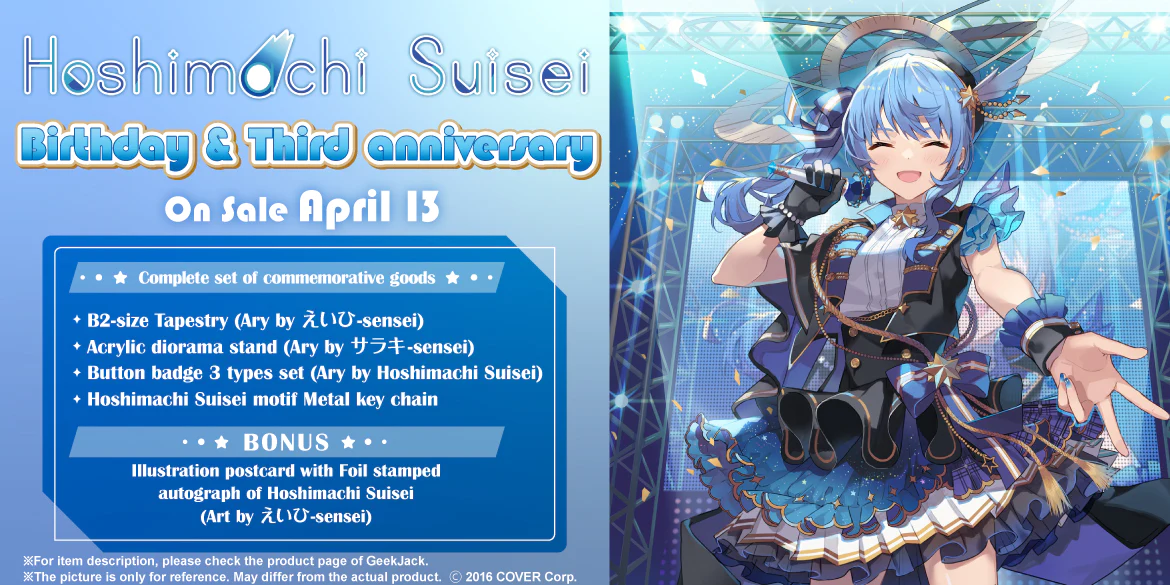 Hoshimachi Suisei
Birthday & Third anniversary
On Sale April 13
Complete set of commemorative goods
B2-size Tapestry (Ary by えいひ-sensei)
Acrylic diorama stand (Ary by サラキ-sensei)
Button badge 3 types set (Ary by Hoshimachi Suisei)
Hoshimachi Suisei motif Metal key chain
BONUS
Illustration postcard with Foil stamped
autograph of Hoshimachi Suisei
(Art by えいひ-sensei)
※For item description, please check the product page of GeekJack.
※The picture is only for reference. May differ from the actual product. © 2016 COVER Corp.